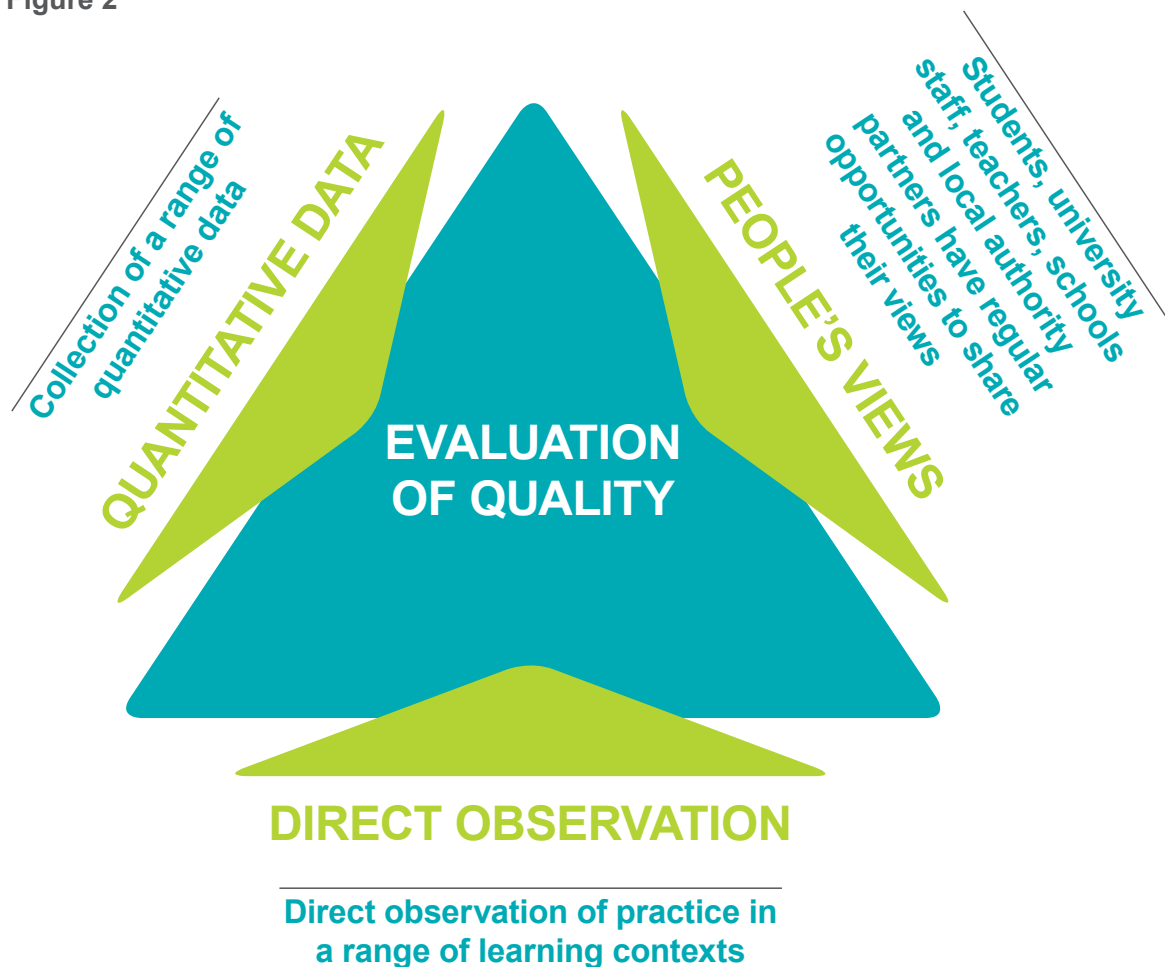 Figure 2
Collection of a range of
quantitative data
QUANTITATIVE DATA
PEOPLE'S VIEWS
Students, university
staff, teachers, schools
and local authority
partners have regular
opportunities to share
their views
EVALUATION
OF QUALITY
DIRECT OBSERVATION
Direct observation of practice in
a range of learning contexts